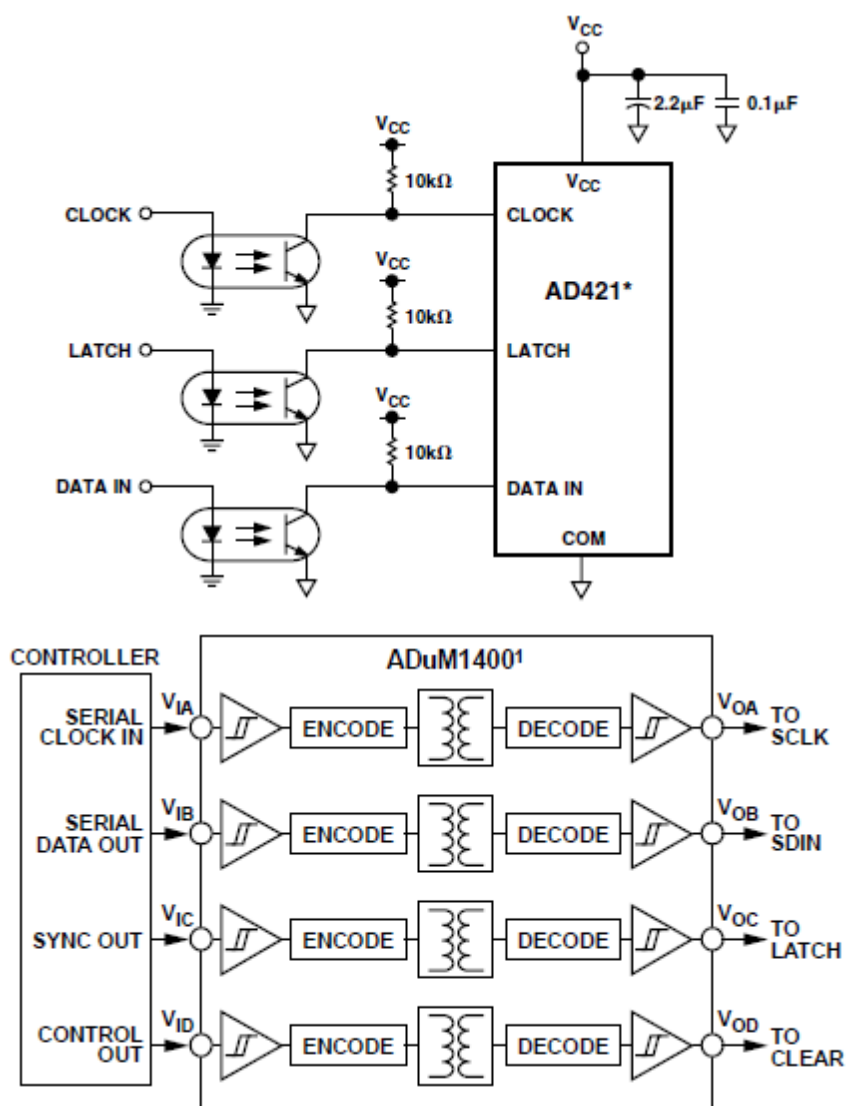 VCC
2.2µF 0.1µF
VCC
10kΩ
VCC
CLOCK
CLOCK
VCC
AD421*
10kΩ
LATCH
LATCH
VCC
10kΩ
DATA IN
DATA IN
COM
CONTROLLER
ADuM1400¹
SERIAL
CLOCK IN
VIA
ENCODE
DECODE
VOA
TO
SCLK
SERIAL
DATA OUT
VIB
ENCODE
DECODE
VOB
TO
SDIN
SYNC OUT
VIC
ENCODE
DECODE
VOC
TO
LATCH
CONTROL
OUT
VID
ENCODE
DECODE
VOD
TO
CLEAR